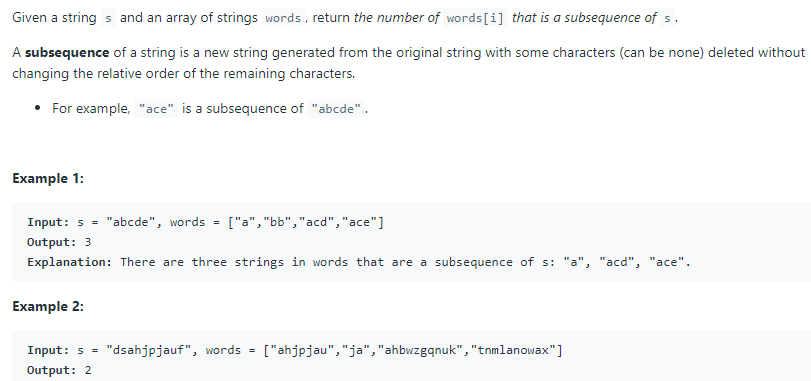 Given a string s and an array of strings words, return the number of words[i] that is a subsequence of s.
A subsequence of a string is a new string generated from the original string with some characters (can be none) deleted without
changing the relative order of the remaining characters.
• For example, "ace" is a subsequence of "abcde".
Example 1:
Input: s = "abcde", words = ["a","bb","acd","ace"]
Output: 3
Explanation: There are three strings in words that are a subsequence of s: "a", "acd", "ace".
Example 2:
Input: s = "dsahjpjauf", words = ["ahjpjau","ja","ahbwzgqnuk","tnmlanowax"]
Output: 2